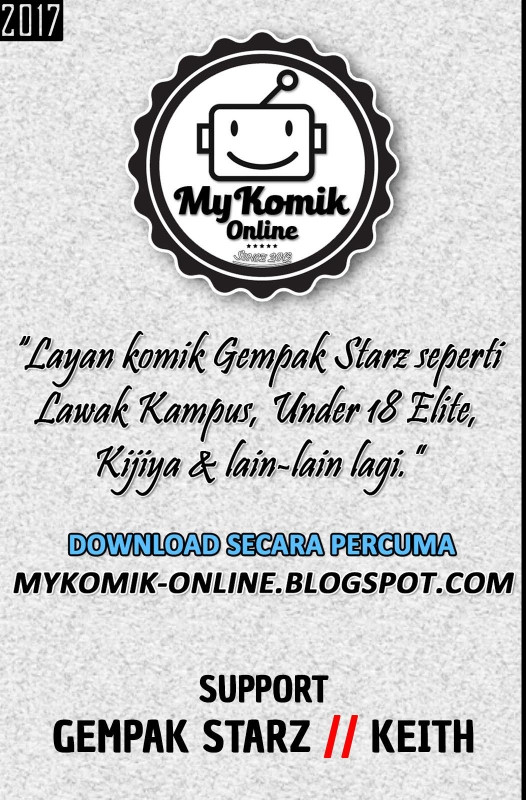 2017
MyKomik
Online
Since 2013
"Layan komik Gempak Starz seperti
Lawak Kampus, Under 18 Elite,
Kijiya & lain-lain lagi."
DOWNLOAD SECARA PERCUMA
MYKOMIK-ONLINE.BLOGSPOT.COM
SUPPORT
GEMPAK STARZ // KEITH